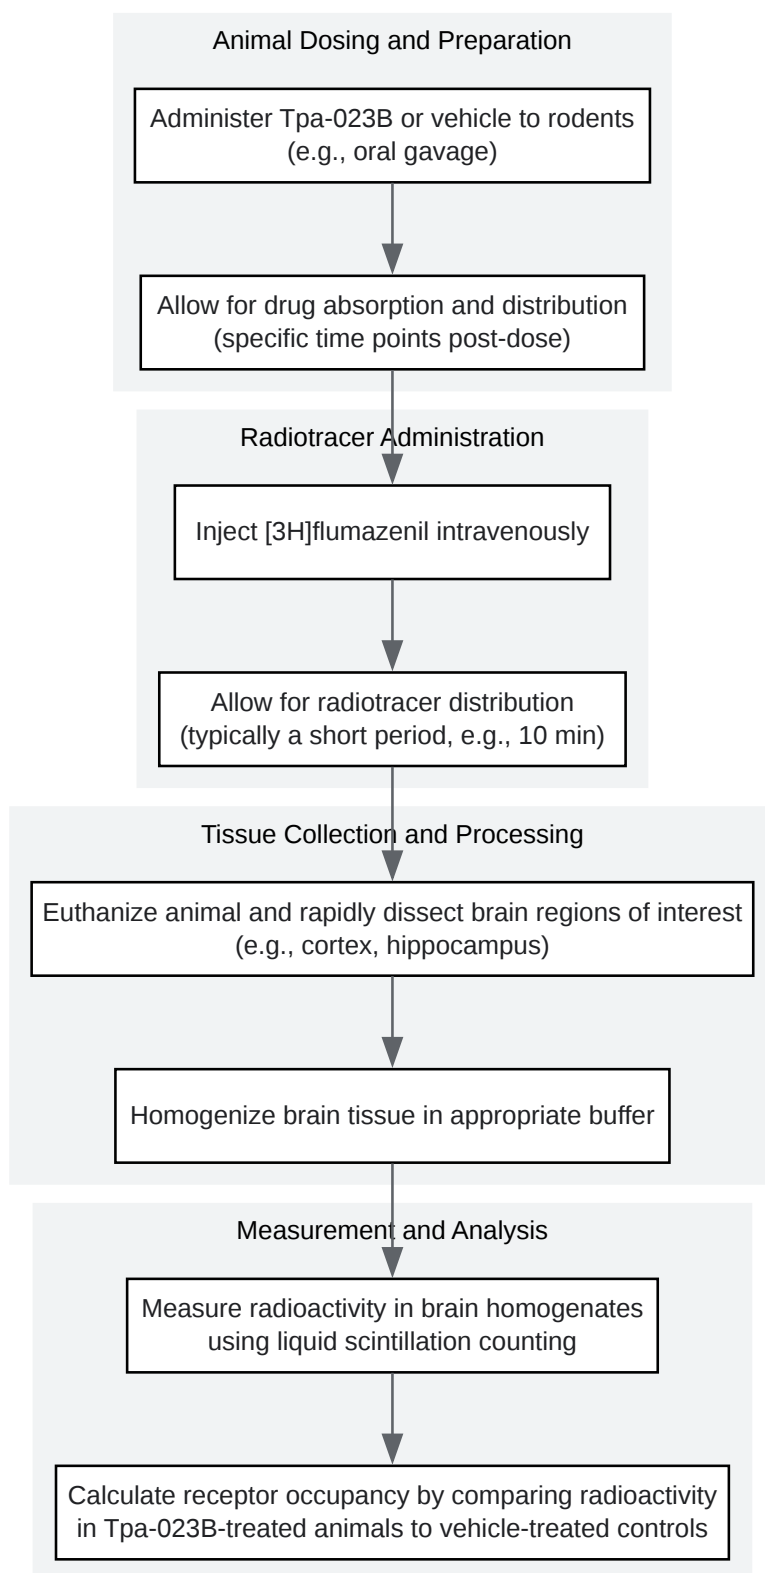 Animal Dosing and Preparation
Administer Tpa-023B or vehicle to rodents
(e.g., oral gavage)
Allow for drug absorption and distribution
(specific time points post-dose)
Radiotracer Administration
Inject [3H]flumazenil intravenously
Allow for radiotracer distribution
(typically a short period, e.g., 10 min)
Tissue Collection and Processing
Euthanize animal and rapidly dissect brain regions of interest
(e.g., cortex, hippocampus)
Homogenize brain tissue in appropriate buffer
Measurement and Analysis
Measure radioactivity in brain homogenates
using liquid scintillation counting
Calculate receptor occupancy by comparing radioactivity
in Tpa-023B-treated animals to vehicle-treated controls